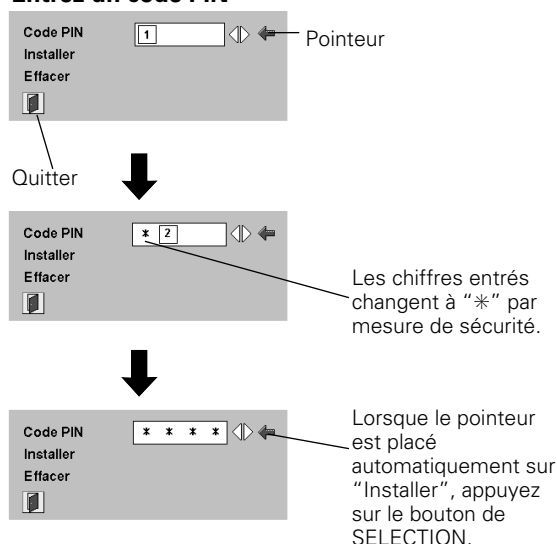 Entrez un code PIN
Code PIN 1
Pointeur
Installer
Effacer
Quitter
Code PIN * 2
Installer
Effacer
Les chiffres entrés
changent à “✳” par
mesure de sécurité.
Code PIN * * * *
Installer
Effacer
Lorsque le pointeur
est placé
automatiquement sur
“Installer”, appuyez
sur le bouton de
SELECTION.